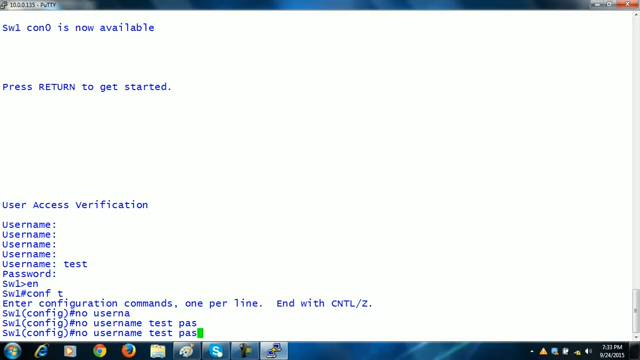 10.0.0.135 - PuTTY
Sw1 con0 is now available
Press RETURN to get started.
User Access Verification
Username:
Username:
Username:
Username:
Username: test
Password:
Sw1>en
Sw1#conf t
Enter configuration commands, one per line.  End with CNTL/Z.
Sw1(config)#no userna
Sw1(config)#no username test pas
Sw1(config)#no username test pas
7:33 PM
9/24/2015